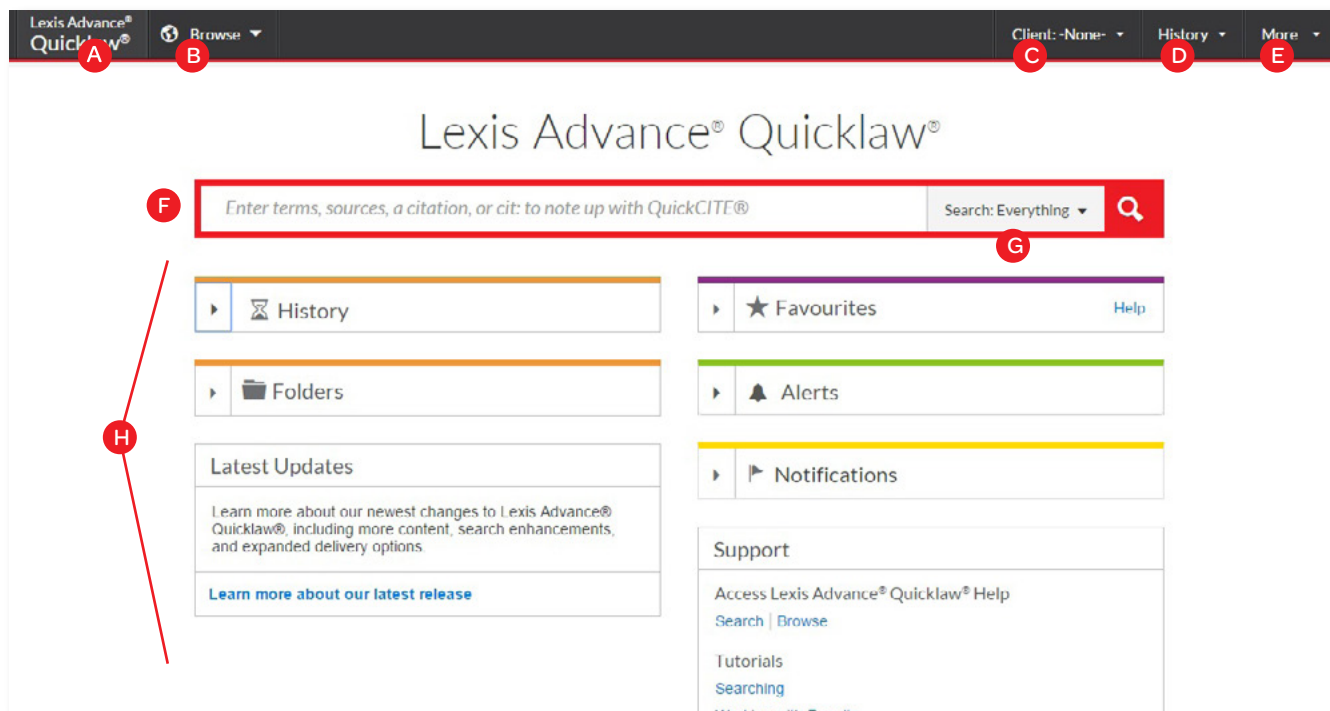 Lexis Advance®
Quicklaw®
Browse
Client: -None-
History
More
A
B
C
D
E
Lexis Advance® Quicklaw®
F
Enter terms, sources, a citation, or cit: to note up with QuickCITE®
Search: Everything
G
History
Favourites
Help
Folders
Alerts
H
Latest Updates
Learn more about our newest changes to Lexis Advance®
Quicklaw®, including more content, search enhancements,
and expanded delivery options
Learn more about our latest release
Notifications
Support
Access Lexis Advance® Quicklaw® Help
Search | Browse
Tutorials
Searching